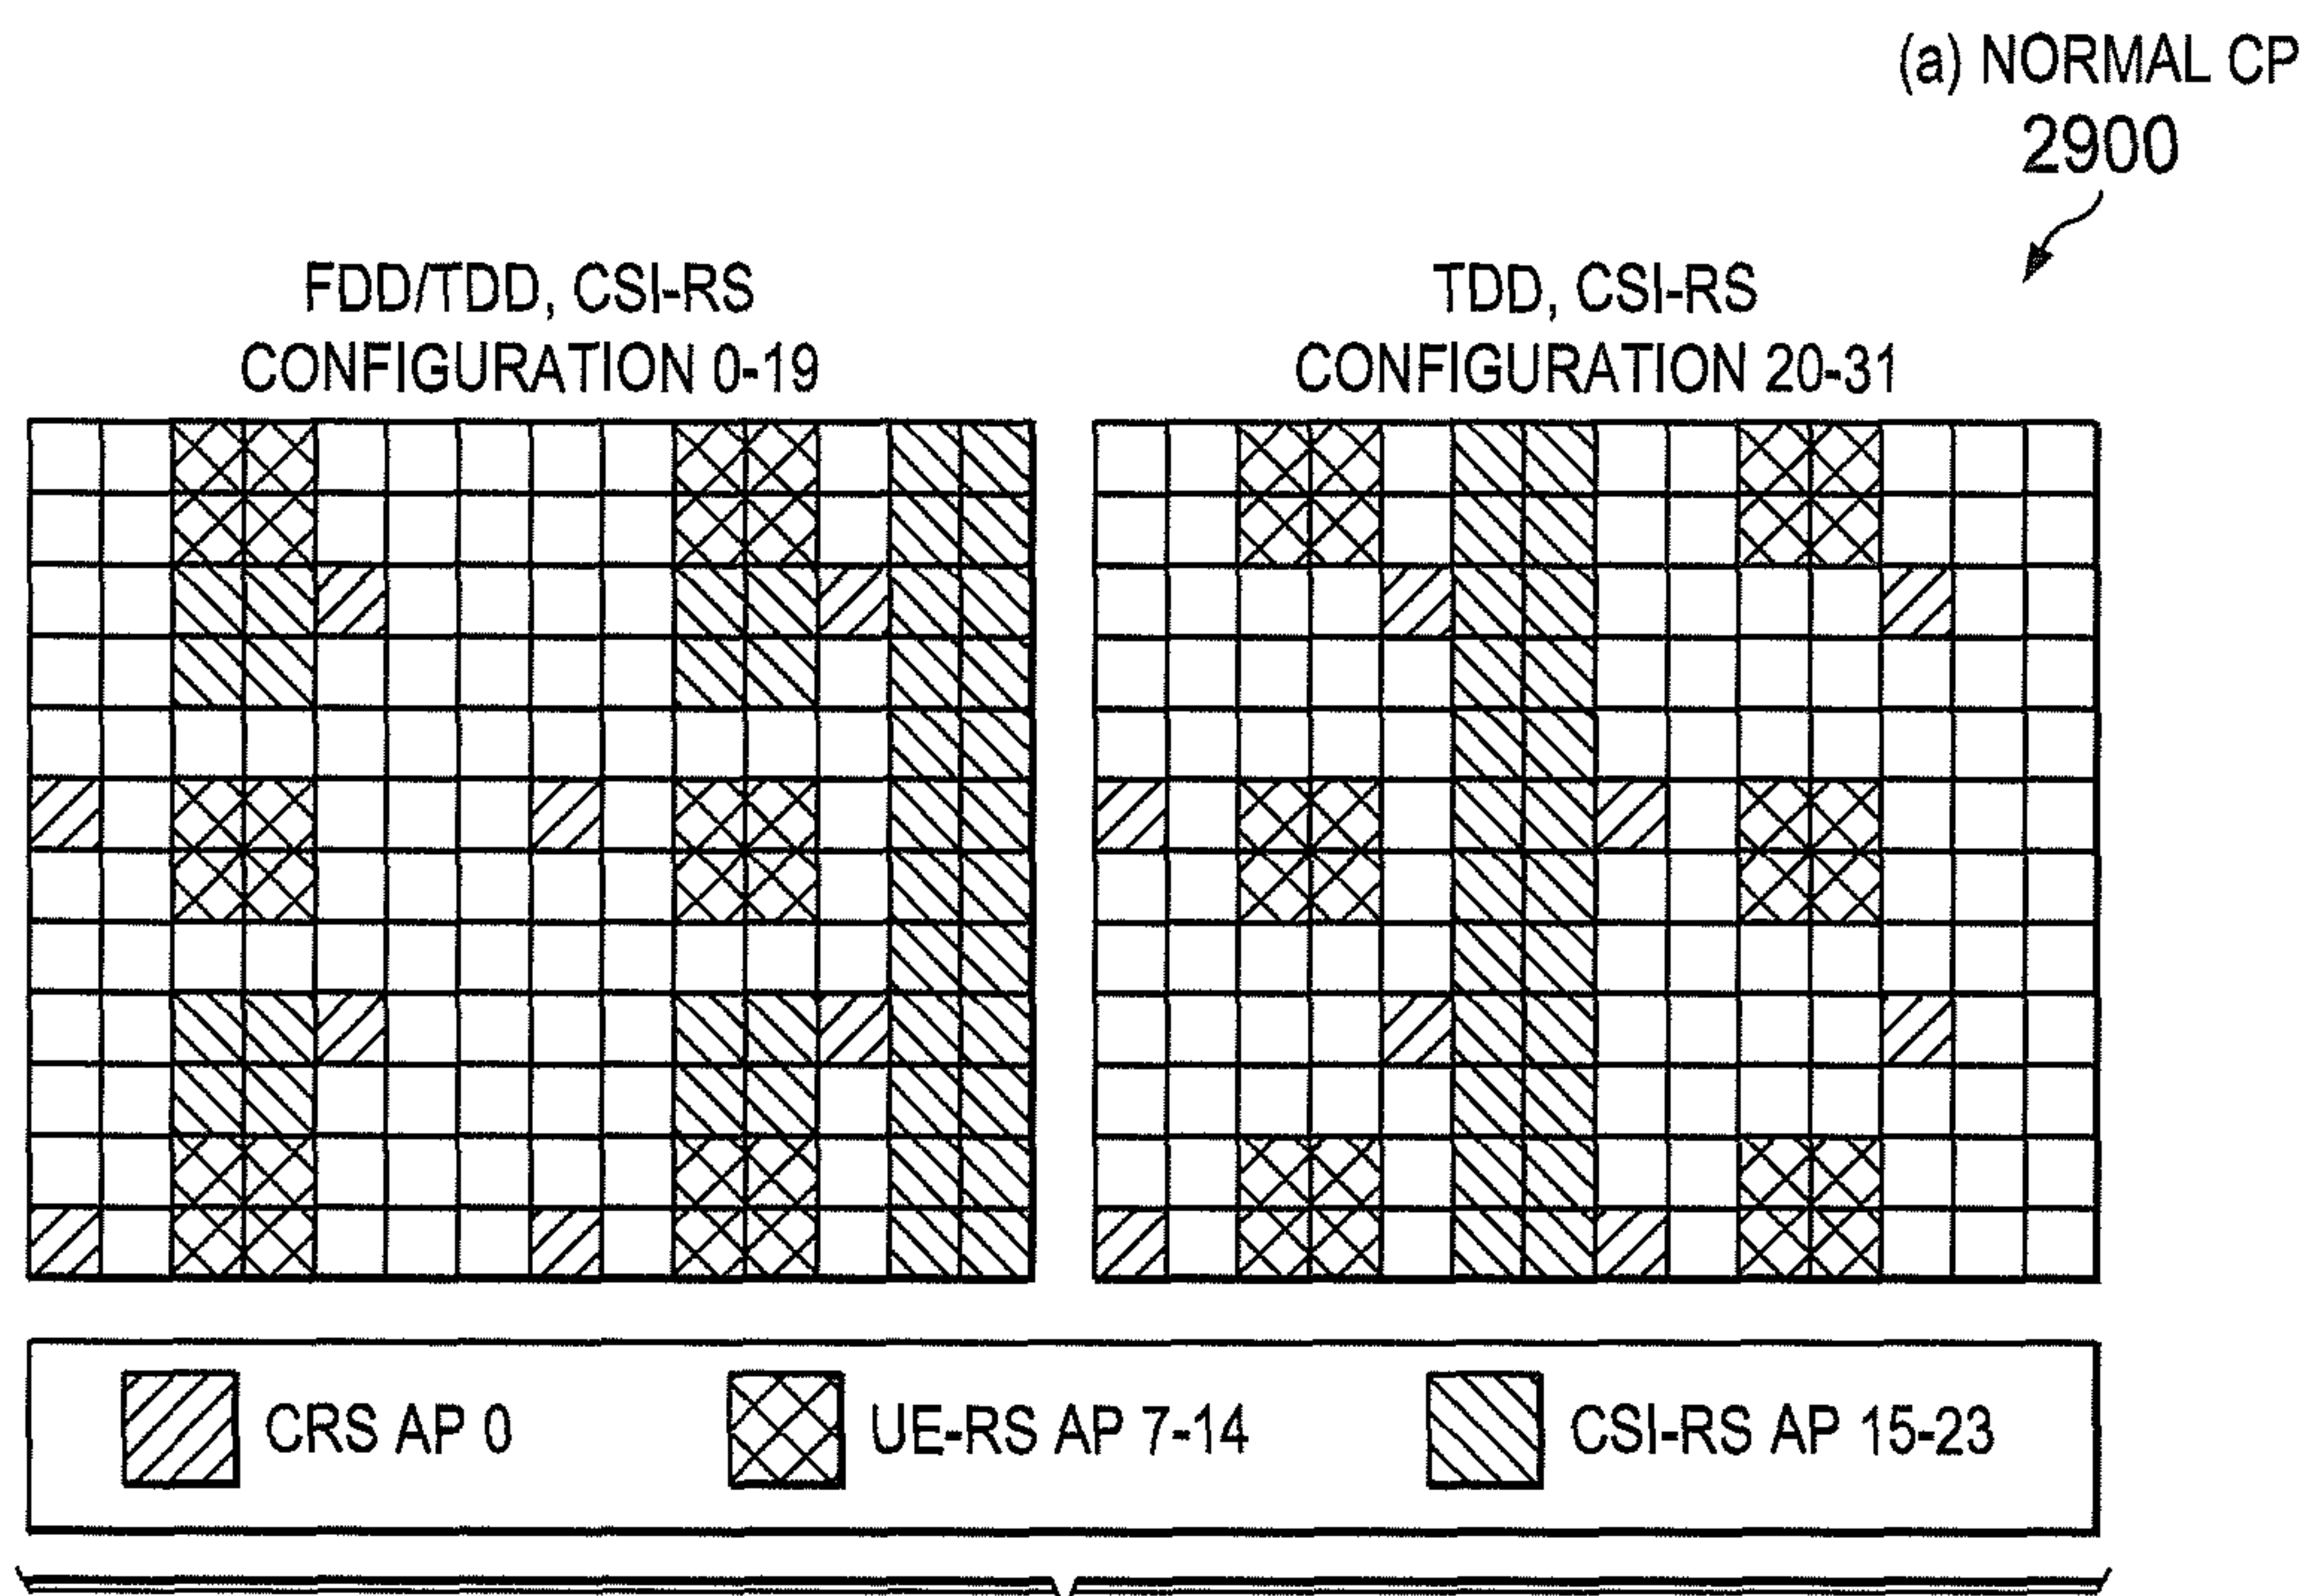 (a) NORMAL CP
2900
FDD/TDD, CSI-RS
CONFIGURATION 0-19
TDD, CSI-RS
CONFIGURATION 20-31
CRS AP 0
UE-RS AP 7-14
CSI-RS AP 15-23